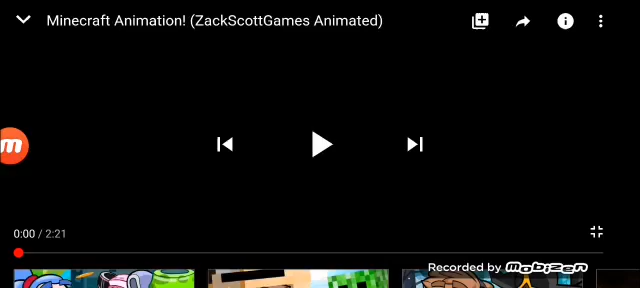 Minecraft Animation! (ZackScottGames Animated)
m
0:00 / 2:21
Recorded by MOBIZEN